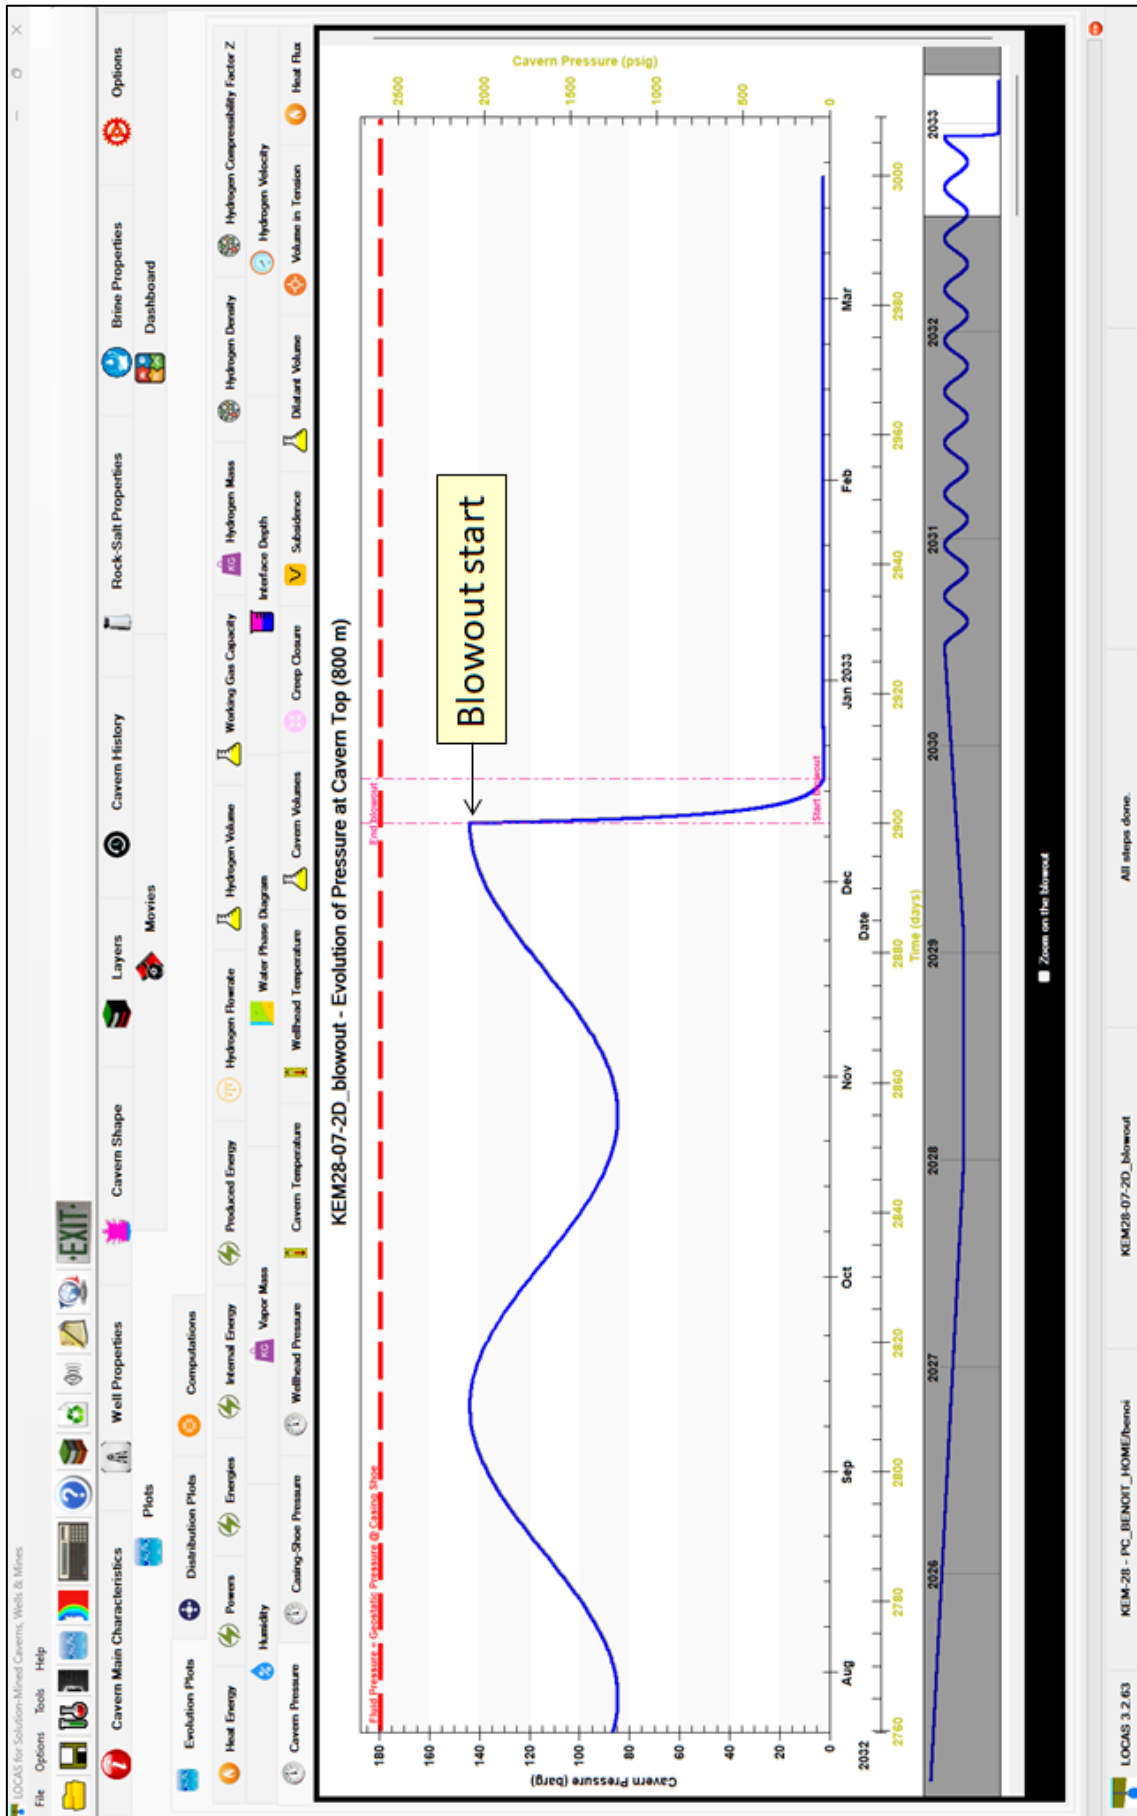 LOCAS for Solution-Mined Caverns, Wells & Mines
File Options Tools Help
EXIT
Cavern Main Characteristics Well Properties Cavern Shape Layers Cavern History Rock-Salt Properties Brine Properties Options
Plots Movies Dashboard
Evolution Plots Distribution Plots Computations
Heat Energy Powers Energies Internal Energy Produced Energy Hydrogen Flowrate Hydrogen Volume Working Gas Capacity Hydrogen Mass Hydrogen Density Hydrogen Compressibility Factor Z
Humidity Vapor Mass Water Phase Diagram Interface Depth Hydrogen Velocity
Cavern Pressure Casing-Shoe Pressure Wellhead Pressure Cavern Temperature Wellhead Temperature Cavern Volumes Creep Closure Subsidence Dilatant Volume Volume in Tension Heat Flux
KEM28-07-2D_blowout - Evolution of Pressure at Cavern Top (800 m)
Fluid Pressure = Geostatic Pressure @ Casing Shoe
End blowout
Blowout start
Start blowout
Cavern Pressure (barg)
180
160
140
120
100
80
60
40
20
0
Cavern Pressure (psig)
2500
2000
1500
1000
500
0
2032 Aug Sep Oct Nov Dec Jan 2033 Feb Mar
Date
2760 2780 2800 2820 2840 2860 2880 2900 2920 2940 2960 2980 3000
Time (days)
2026 2027 2028 2029 2030 2031 2032 2033
Zoom on the blowout
LOCAS 3.2.63 KEM-28 - PC_BENOIT_HOME/benoi KEM28-07-2D_blowout All steps done.